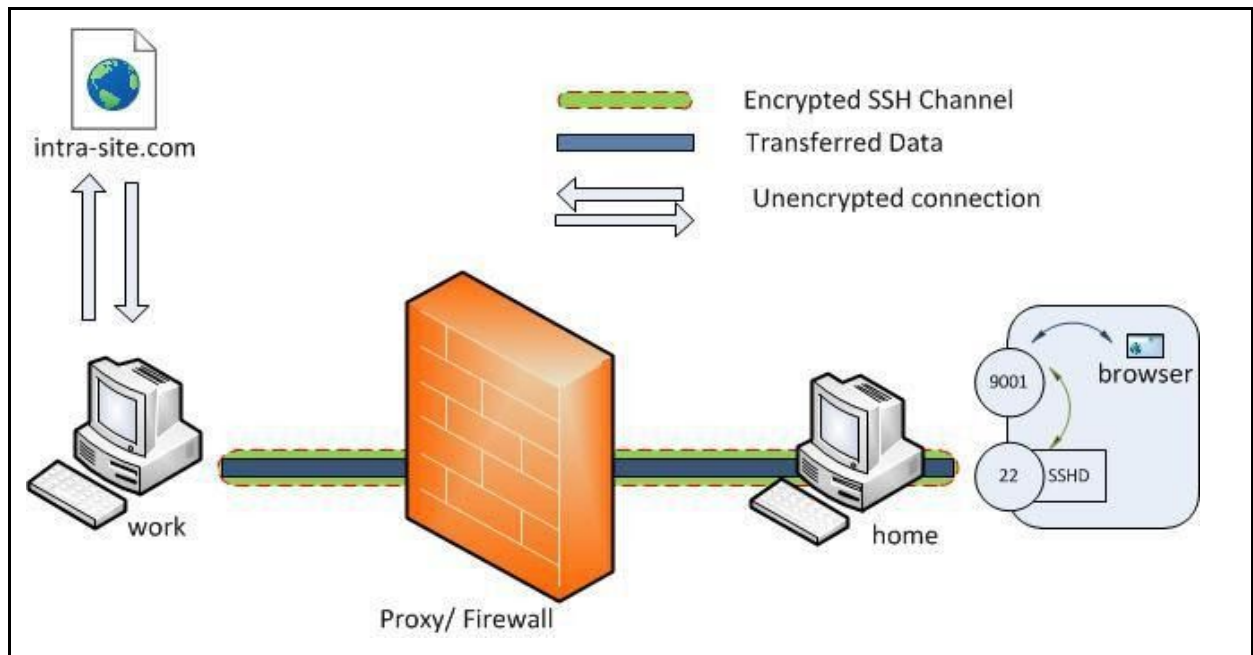 intra-site.com
Encrypted SSH Channel
Transferred Data
Unencrypted connection
9001
browser
22
SSHD
work
home
Proxy/ Firewall